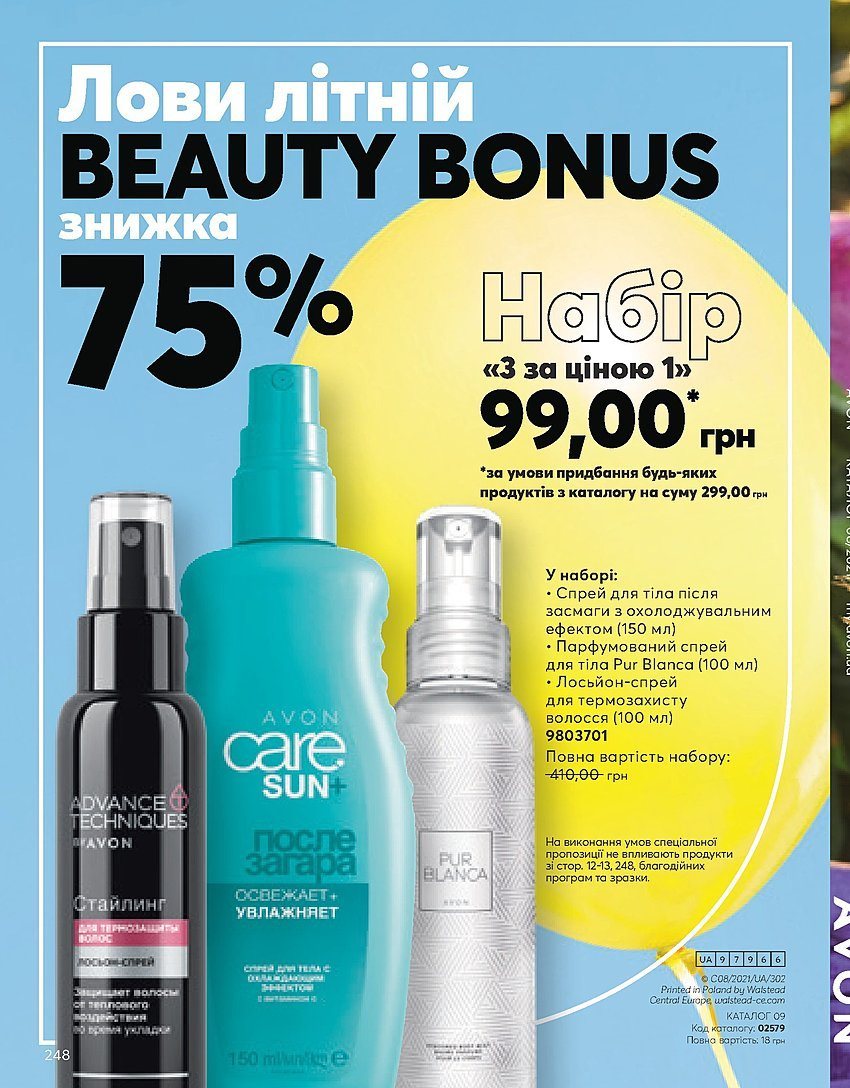 Лови літній
BEAUTY BONUS
знижка
75%
Набір
«3 за ціною 1»
99,00* грн
*за умови придбання будь-яких
продуктів з каталогу на суму 299,00 грн
У наборі:
• Спрей для тіла після
засмаги з охолоджувальним
ефектом (150 мл)
• Парфумований спрей
для тіла Pur Blanca (100 мл)
• Лосьйон-спрей
для термозахисту
волосся (100 мл)
9803701
Повна вартість набору:
410,00 грн
На виконання умов спеціальної
пропозиції не впливають продукти
зі стор. 12-13, 248, благодійних
програм та зразки.
UA 9 7 9 6 6
© C08/2021/UA/302
Printed in Poland by Walstead
Central Europe, walstead-ce.com
КАТАЛОГ 09
Код каталогу: 02579
Повна вартість: 18 грн
ADVANCE
TECHNIQUES
BY AVON
Стайлинг
ДЛЯ ТЕРМОЗАЩИТЫ
ВОЛОС
ЛОСЬОН-СПРЕЙ
Защищает волосы
от теплового
воздействия
во время укладки
AVON
care
SUN+
после
загара
ОСВЕЖАЕТ+
УВЛАЖНЯЕТ
СПРЕЙ ДЛЯ ТЕЛА С
ОХЛАЖДАЮЩИМ
ЭФФЕКТОМ
С ВИТАМИНОМ
150 ml/мл/ e
PUR
BLANCA
AVON
248
AVON